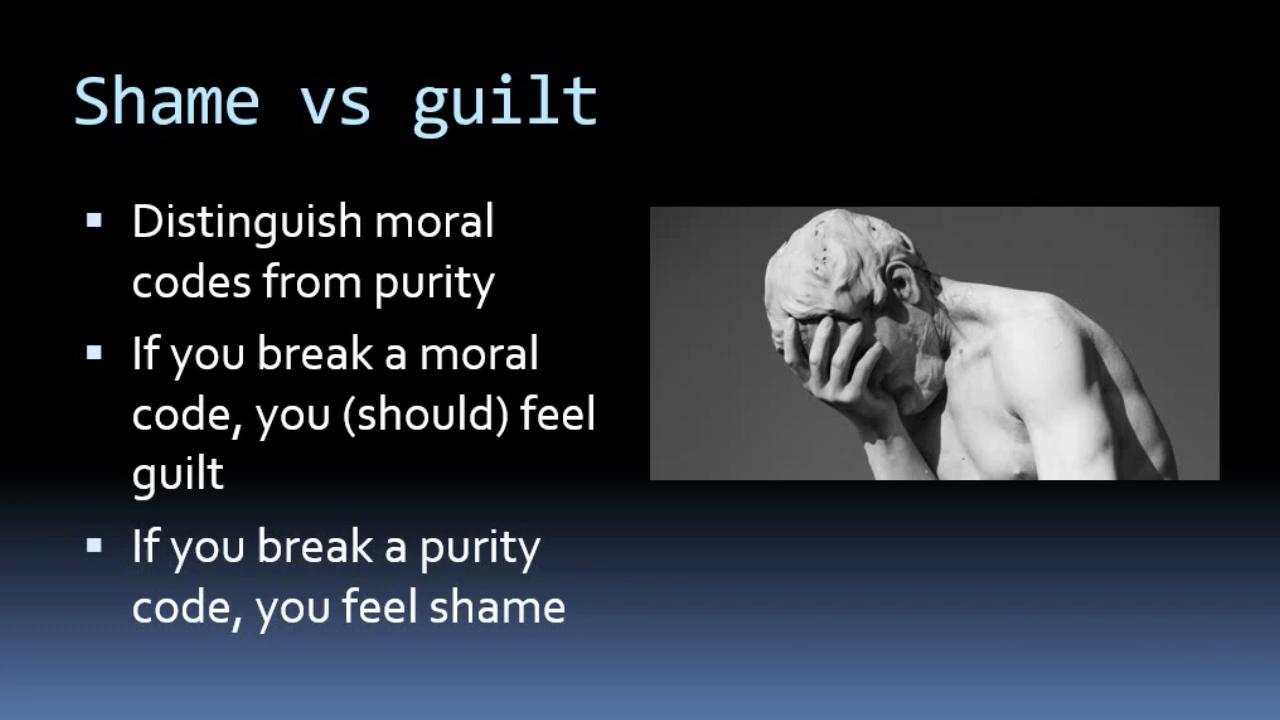 Shame vs guilt
Distinguish moral
codes from purity
If you break a moral
code, you (should) feel
guilt
If you break a purity
code, you feel shame